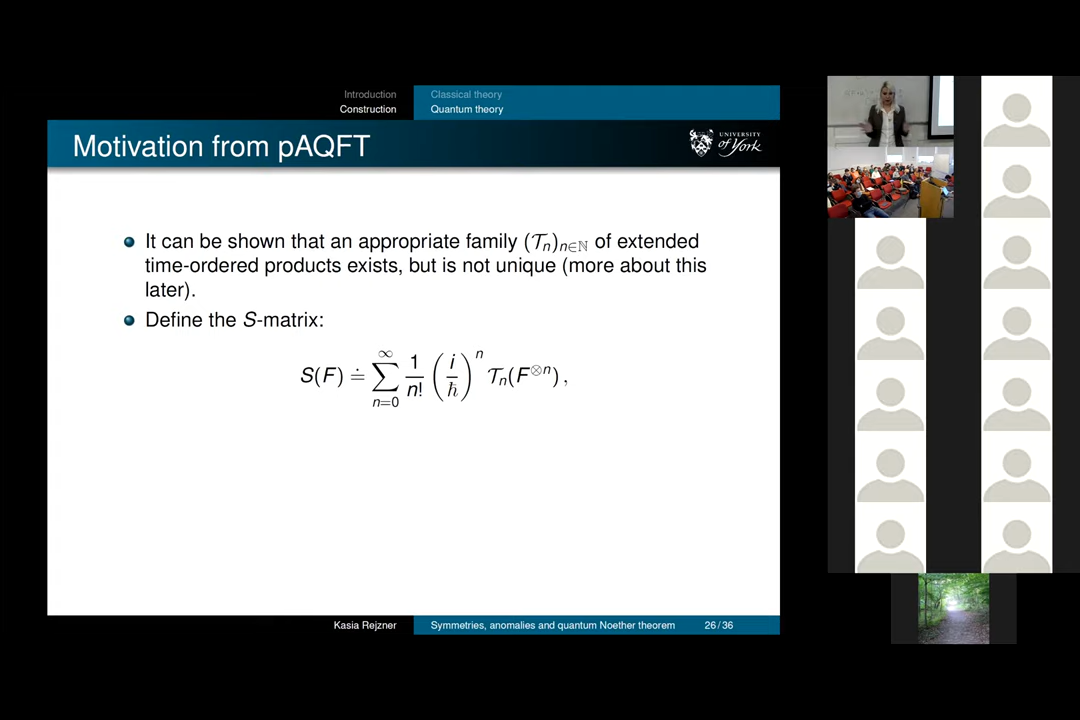 Introduction
Construction
Classical theory
Quantum theory
Motivation from pAQFT
UNIVERSITY
of York
It can be shown that an appropriate family (𝒯ₙ)ₙ∈ℕ of extended
time-ordered products exists, but is not unique (more about this
later).
Define the S-matrix:
S(F) ≐ ∑_{n=0}^{∞} \frac{1}{n!} (\frac{i}{ℏ})^n 𝒯ₙ(F^{⊗n}) ,
Kasia Rejzner
Symmetries, anomalies and quantum Noether theorem
26 / 36